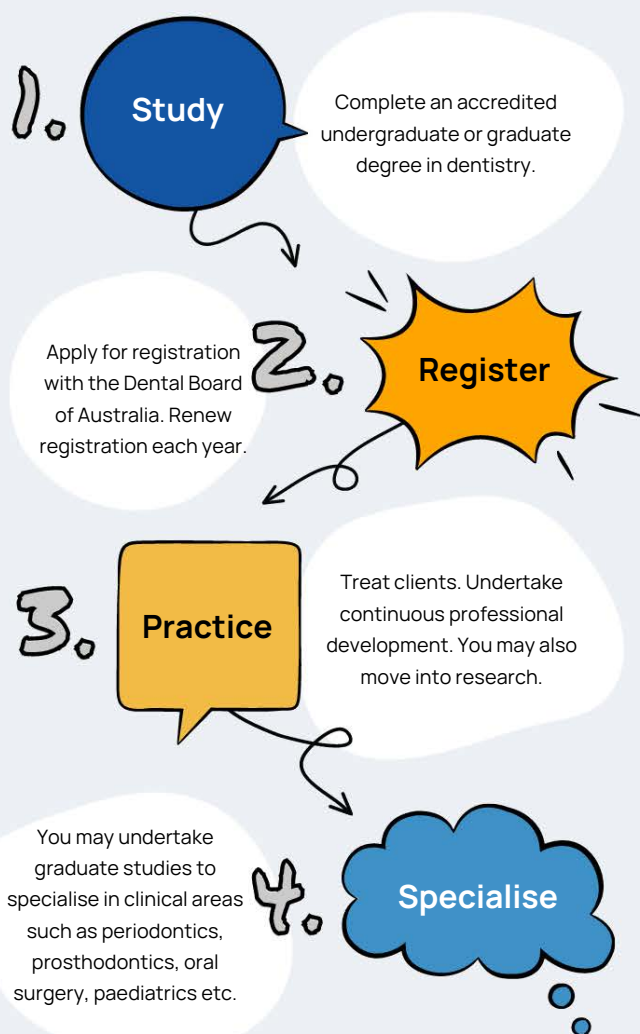 1.
Study
Complete an accredited
undergraduate or graduate
degree in dentistry.
2.
Register
Apply for registration
with the Dental Board
of Australia. Renew
registration each year.
3.
Practice
Treat clients. Undertake
continuous professional
development. You may also
move into research.
4.
Specialise
You may undertake
graduate studies to
specialise in clinical areas
such as periodontics,
prosthodontics, oral
surgery, paediatrics etc.